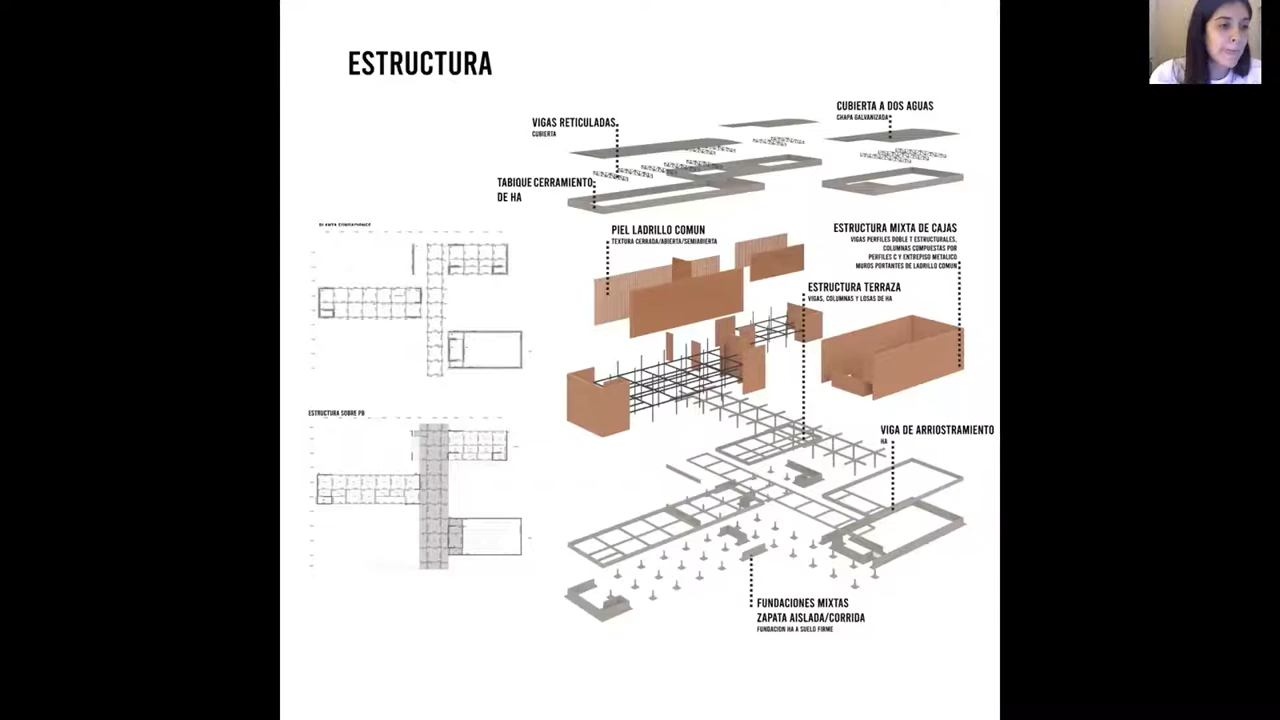 ESTRUCTURA
VIGAS RETICULADAS
CUBIERTA
CUBIERTA A DOS AGUAS
CHAPA GALVANIZADA
TABIQUE CERRAMIENTO
DE HA
PIEL LADRILLO COMUN
TEXTURA CERRADA/ABIERTA/SEMIABIERTA
ESTRUCTURA MIXTA DE CAJAS
VIGAS PERFILES DOBLE T ESTRUCTURALES,
COLUMNAS COMPUESTAS POR
PERFILES C Y ENTREPISO METALICO
MUROS PORTANTES DE LADRILLO COMUN
ESTRUCTURA TERRAZA
VIGAS, COLUMNAS Y LOSAS DE HA
ESTRUCTURA SOBRE PB
VIGA DE ARRIOSTRAMIENTO
HA
FUNDACIONES MIXTAS
ZAPATA AISLADA/CORRIDA
FUNDACION HA A SUELO FIRME